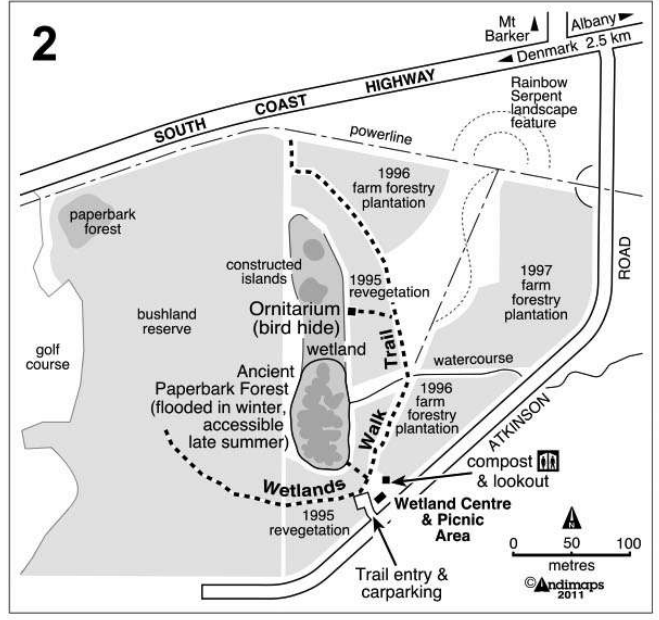 2
Mt
Barker
Albany
Denmark 2.5 km
SOUTH COAST HIGHWAY
Rainbow
Serpent
landscape
feature
powerline
1996
farm forestry
plantation
paperbark
forest
constructed
islands
1995
revegetation
1997
farm
forestry
plantation
ROAD
Ornitarium
(bird hide)
bushland
reserve
golf
course
wetland
Trail
watercourse
Ancient
Paperbark Forest
(flooded in winter,
accessible
late summer)
1996
farm
forestry
plantation
Walk
ATKINSON
compost
& lookout
Wetlands
Wetland Centre
& Picnic
Area
1995
revegetation
N
0 50 100
metres
Trail entry &
carparking
©Andimaps
2011